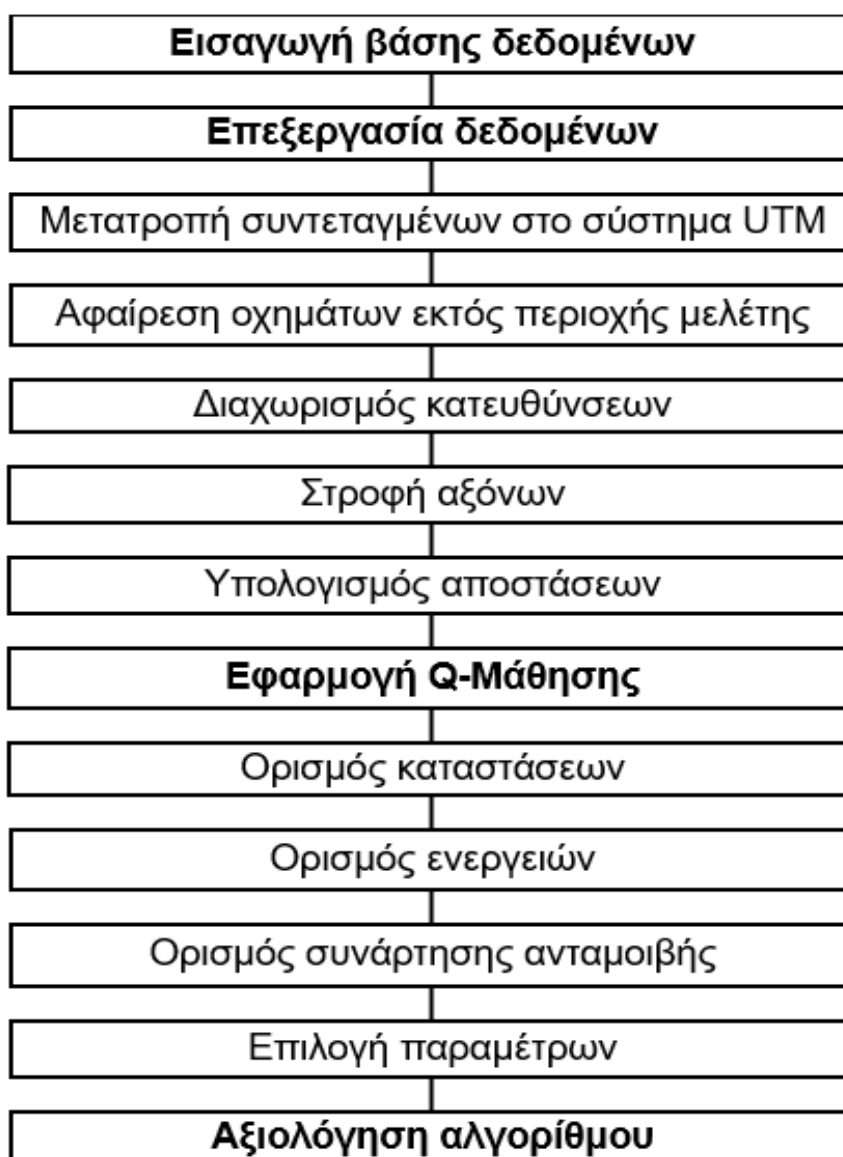 Εισαγωγή βάσης δεδομένων
Επεξεργασία δεδομένων
Μετατροπή συντεταγμένων στο σύστημα UTM
Αφαίρεση οχημάτων εκτός περιοχής μελέτης
Διαχωρισμός κατευθύνσεων
Στροφή αξόνων
Υπολογισμός αποστάσεων
Εφαρμογή Q-Μάθησης
Ορισμός καταστάσεων
Ορισμός ενεργειών
Ορισμός συνάρτησης ανταμοιβής
Επιλογή παραμέτρων
Αξιολόγηση αλγορίθμου